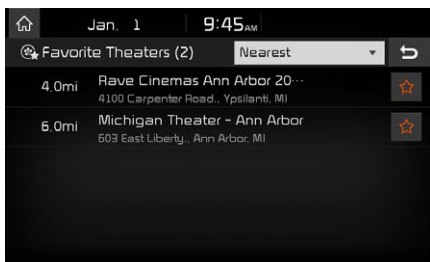 Jan. 1 9:45AM
Favorite Theaters (2) Nearest
4.0mi Rave Cinemas Ann Arbor 20···
4100 Carpenter Road., Ypsilanti, MI
6.0mi Michigan Theater - Ann Arbor
603 East Liberty., Ann Arbor, MI